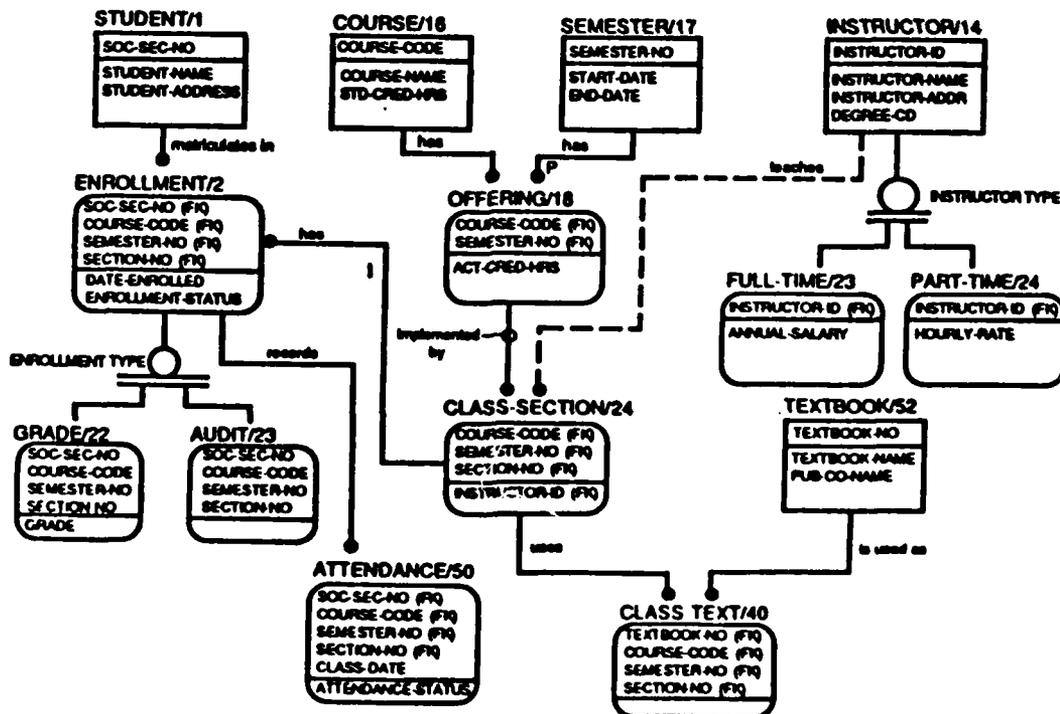 STUDENT/1
SOC-SEC-NO
STUDENT-NAME
STUDENT-ADDRESS
COURSE/16
COURSE-CODE
COURSE-NAME
STD-CRED-HRS
SEMESTER/17
SEMESTER-NO
START-DATE
END-DATE
INSTRUCTOR/14
INSTRUCTOR-ID
INSTRUCTOR-NAME
INSTRUCTOR-ADDR
DEGREE-CD
matriculates in
has
has
P
teaches
ENROLLMENT/2
SOC-SEC-NO (FK)
COURSE-CODE (FK)
SEMESTER-NO (FK)
SECTION-NO (FK)
DATE-ENROLLED
ENROLLMENT-STATUS
has
OFFERING/18
COURSE-CODE (FK)
SEMESTER-NO (FK)
ACT-CRED-HRS
INSTRUCTOR TYPE
FULL-TIME/23
INSTRUCTOR-ID (FK)
ANNUAL-SALARY
PART-TIME/24
INSTRUCTOR-ID (FK)
HOURLY-RATE
ENROLLMENT TYPE
records
implemented
by
GRADE/22
SOC-SEC-NO
COURSE-CODE
SEMESTER-NO
SECTION NO
GRADE
AUDIT/23
SOC-SEC-NO
COURSE-CODE
SEMESTER-NO
SECTION-NO
CLASS-SECTION/24
COURSE-CODE (FK)
SEMESTER-NO (FK)
SECTION-NO (FK)
INSTRUCTOR-ID (FK)
TEXTBOOK/52
TEXTBOOK-NO
TEXTBOOK-NAME
PUB-CO-NAME
uses
is used as
ATTENDANCE/50
SOC-SEC-NO (FK)
COURSE-CODE (FK)
SEMESTER-NO (FK)
SECTION-NO (FK)
CLASS-DATE
ATTENDANCE-STATUS
CLASS TEXT/40
TEXTBOOK-NO (FK)
COURSE-CODE (FK)
SEMESTER-NO (FK)
SECTION-NO (FK)